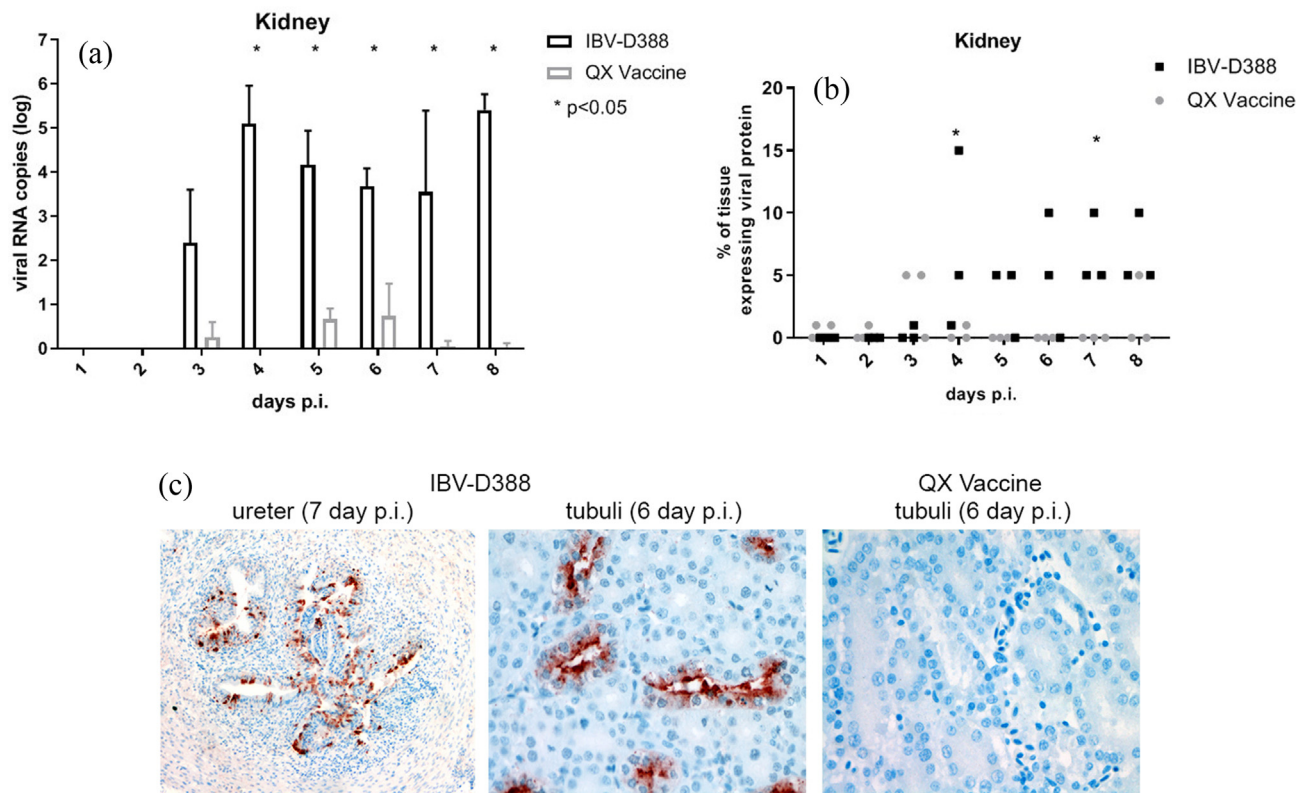 Kidney
(a)
7
6
5
4
3
2
1
0
viral RNA copies (log)
* * * * *
IBV-D388
QX Vaccine
* p<0.05
1 2 3 4 5 6 7 8
days p.i.
Kidney
(b)
IBV-D388
QX Vaccine
20
15
10
5
0
% of tissue
expressing viral protein
* *
1 2 3 4 5 6 7 8
days p.i.
(c)
IBV-D388
ureter (7 day p.i.)
tubuli (6 day p.i.)
QX Vaccine
tubuli (6 day p.i.)